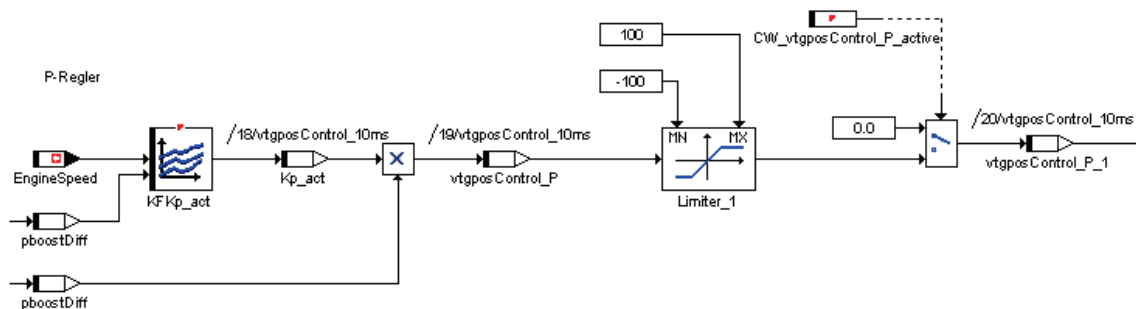 P-Regler
100
-100
CW_vtgposControl_P_active
EngineSpeed
KFKp_act
/18/vtgposControl_10ms
Kp_act
/19/vtgposControl_10ms
vtgposControl_P
MN MX
Limiter_1
0.0
/20/vtgposControl_10ms
vtgposControl_P_1
pboostDiff
pboostDiff